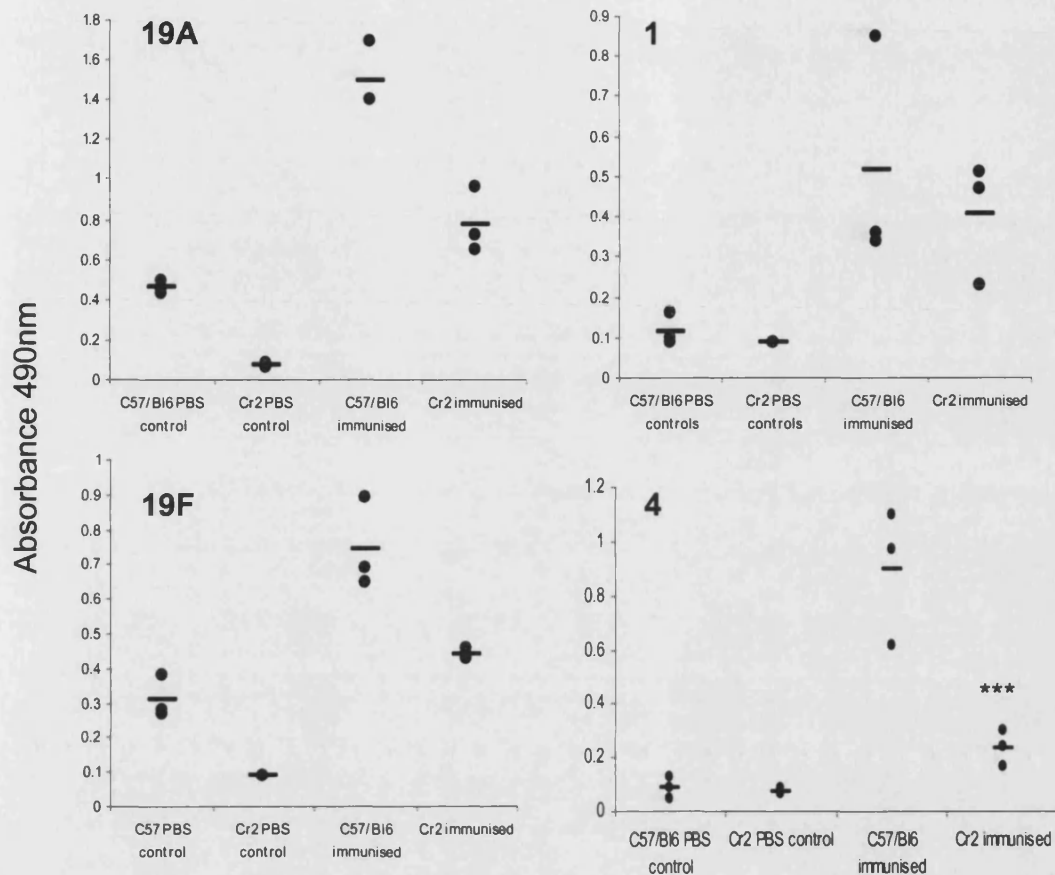 Absorbance 490nm
19A
1.8
1.6
1.4
1.2
1
0.8
0.6
0.4
0.2
0
C57/Bl6 PBS control
Cr2 PBS control
C57/Bl6 immunised
Cr2 immunised
1
0.9
0.8
0.7
0.6
0.5
0.4
0.3
0.2
0.1
0
C57/Bl6 PBS controls
Cr2 PBS controls
C57/Bl6 immunised
Cr2 immunised
19F
1
0.9
0.8
0.7
0.6
0.5
0.4
0.3
0.2
0.1
0
C57 PBS control
Cr2 PBS control
C57/Bl6 immunised
Cr2 immunised
4
12
1
0.8
0.6
0.4
0.2
0
***
C57/Bl6 PBS control
Cr2 PBS control
C57/Bl6 immunised
Cr2 immunised